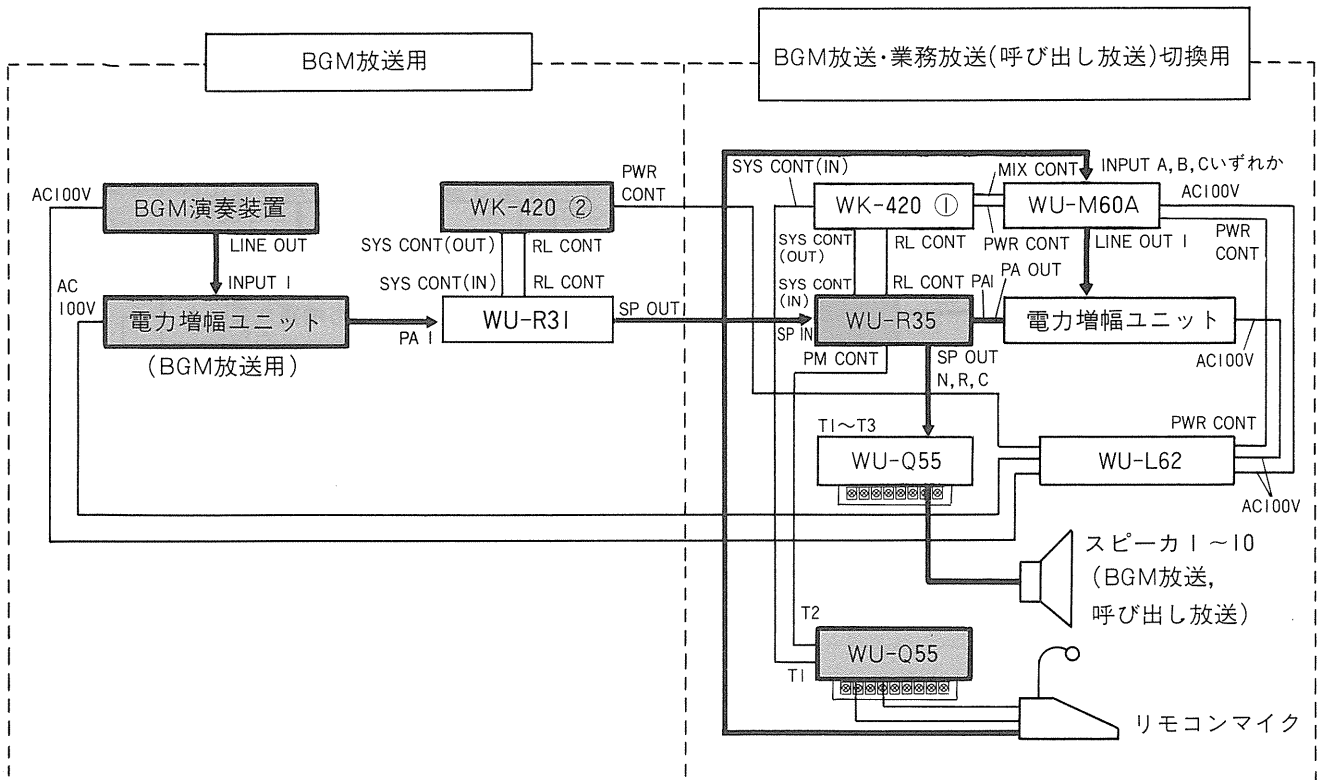 BGM放送用
BGM放送・業務放送(呼び出し放送)切換用
AC100V
BGM演奏装置
LINE OUT
INPUT 1
AC
100V
電力増幅ユニット
(BGM放送用)
PA 1
WK-420 ②
PWR
CONT
SYS CONT(OUT)
RL CONT
SYS CONT(IN)
RL CONT
WU-R31
SP OUT
SYS CONT(IN)
WK-420 ①
MIX CONT
PWR CONT
INPUT A, B, Cいずれか
WU-M60A
AC100V
PWR
CONT
LINE OUT 1
SYS CONT
(OUT)
RL CONT
SYS
CONT
(IN)
RL CONT
PA1
PA OUT
SP IN
WU-R35
電力増幅ユニット
AC100V
PM CONT
SP OUT
N, R, C
T1～T3
WU-Q55
PWR CONT
WU-L62
AC100V
スピーカ1～10
(BGM放送,
呼び出し放送)
T2
WU-Q55
T1
リモコンマイク